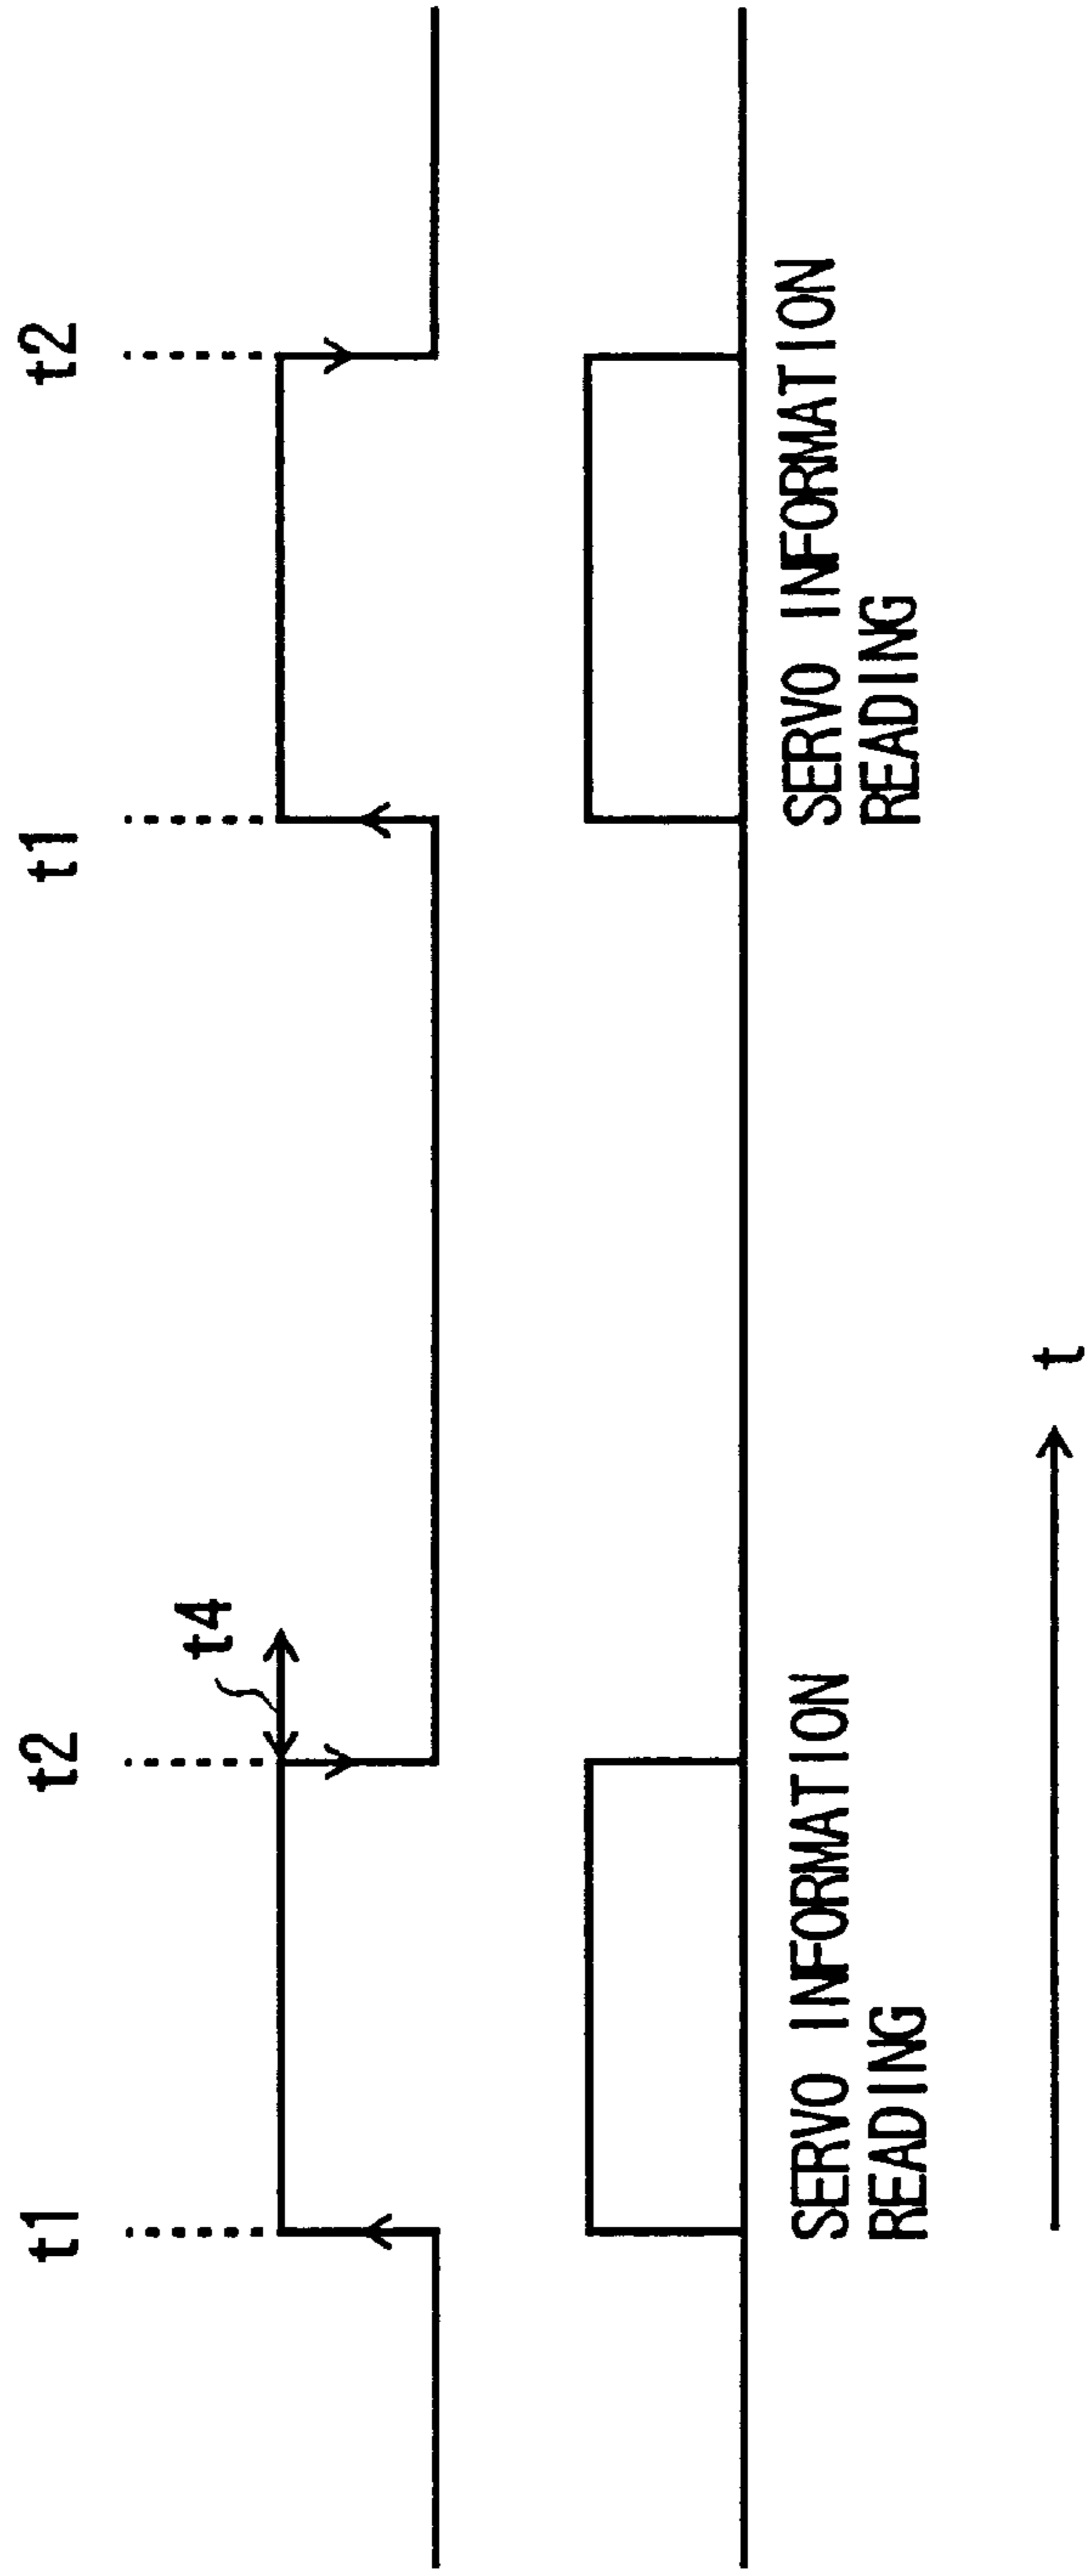 t1
t2
t4
t1
t2
SERVO INFORMATION
READING
SERVO INFORMATION
READING
t